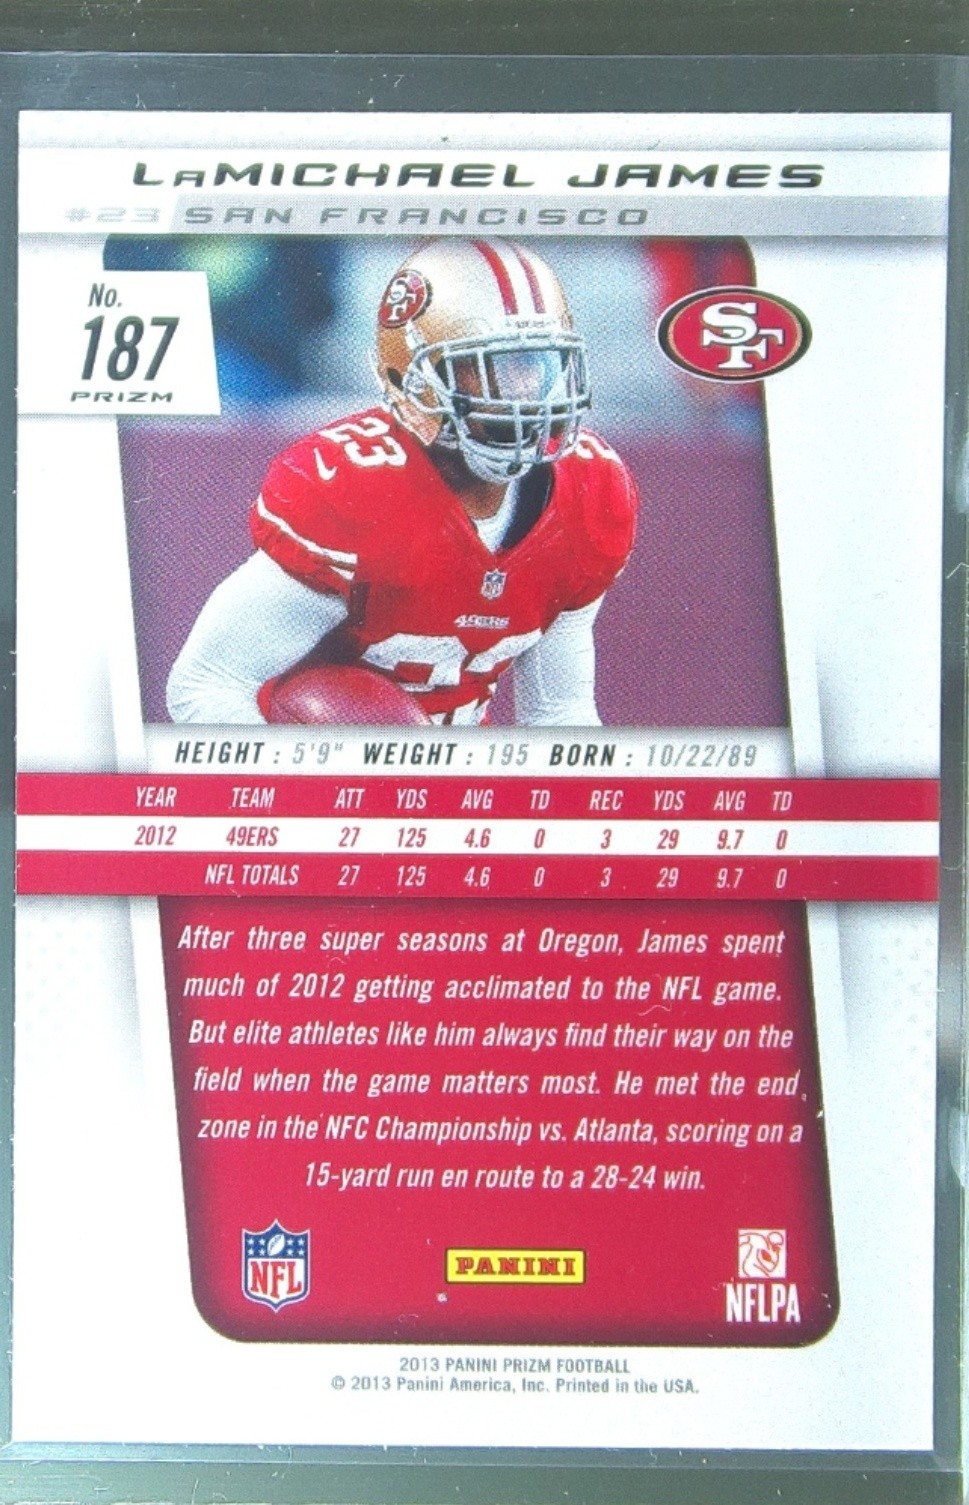 LaMICHAEL JAMES
#23 SAN FRANCISCO
No.
187
PRIZM
SF
23
49ERS
23
HEIGHT : 5'9" WEIGHT : 195 BORN : 10/22/89
YEAR TEAM ATT YDS AVG TD REC YDS AVG TD
2012 49ERS 27 125 4.6 0 3 29 9.7 0
NFL TOTALS 27 125 4.6 0 3 29 9.7 0
After three super seasons at Oregon, James spent
much of 2012 getting acclimated to the NFL game.
But elite athletes like him always find their way on the
field when the game matters most. He met the end
zone in the NFC Championship vs. Atlanta, scoring on a
15-yard run en route to a 28-24 win.
NFL
PANINI
NFLPA
2013 PANINI PRIZM FOOTBALL
© 2013 Panini America, Inc. Printed in the USA.